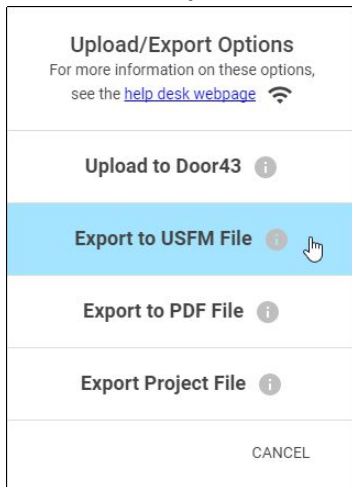 Upload/Export Options
For more information on these options,
see the help desk webpage
Upload to Door43
Export to USFM File
Export to PDF File
Export Project File
CANCEL